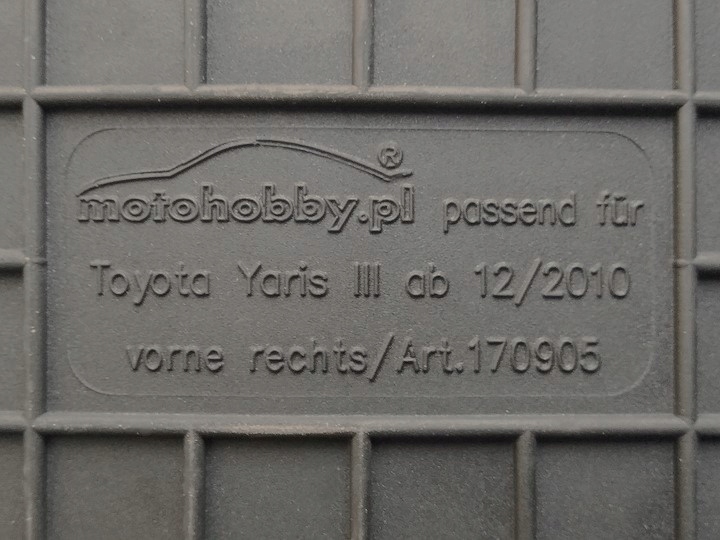 motohobby.pl® passend für
Toyota Yaris III ab 12/2010
vorne rechts/Art.170905